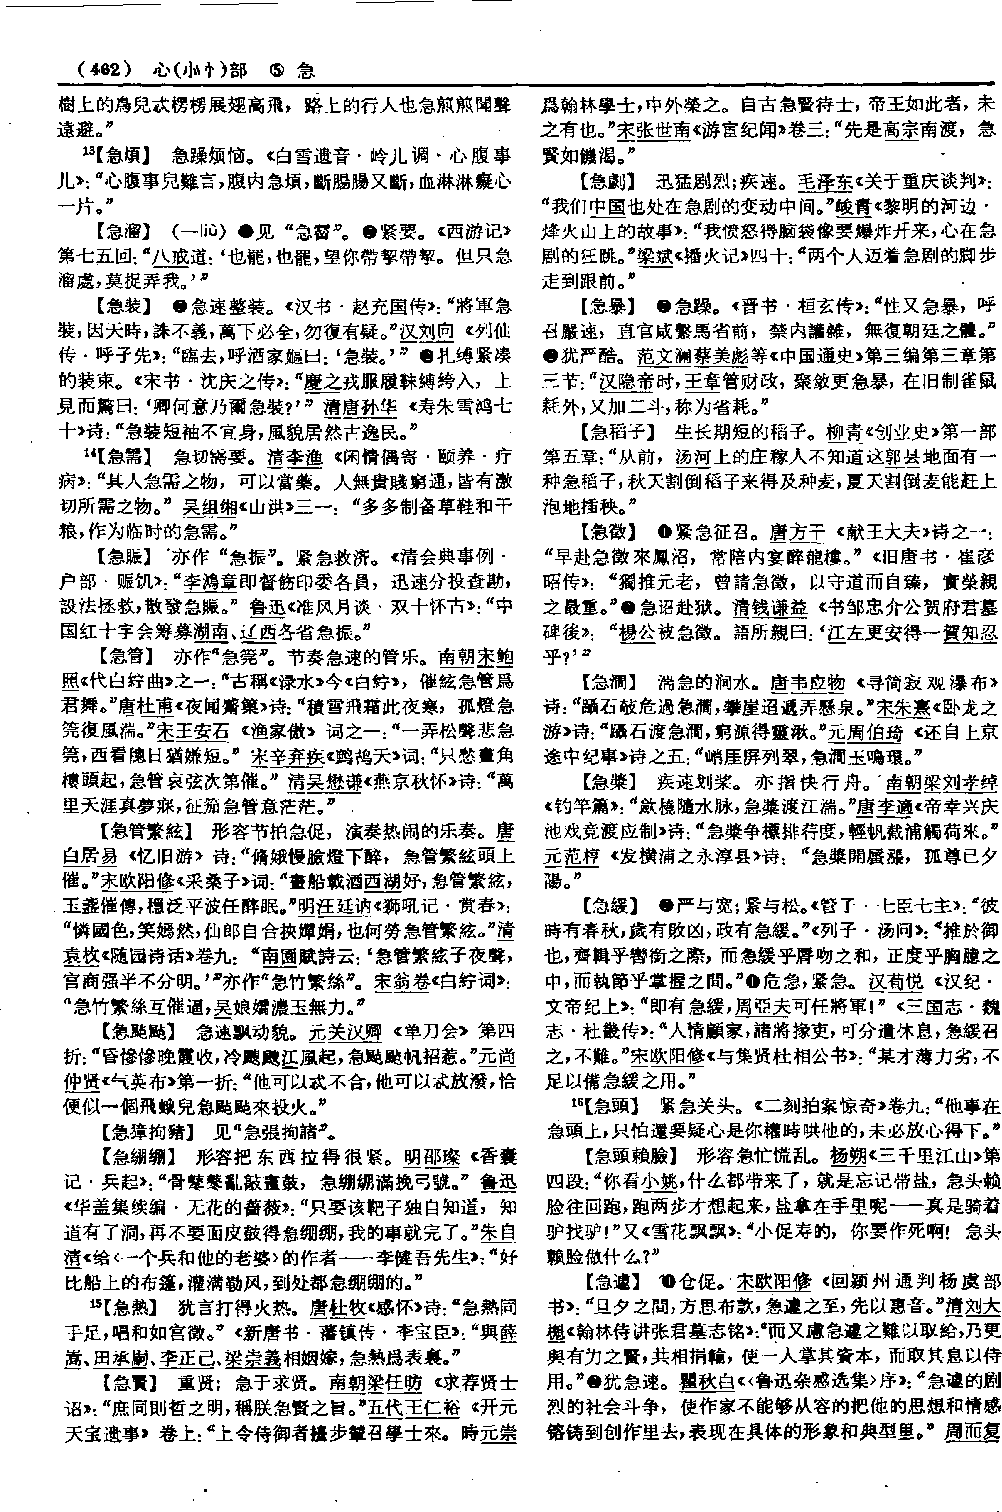 (462) 心(小忄)部 ⑤ 急
樹上的鳥兒忒楞楞展翅高飛，路上的行人也急煎煎聞聲
遠避。”
13【急煩】 急躁烦恼。《白雪遗音·岭儿调·心腹事
儿》：“心腹事兒難言，腹内急煩，斷腸腸又斷，血淋淋癡心
一片。”
【急溜】 （—liù）❶见“急霤”。❷紧要。《西游记》
第七五回：“八戒道：‘也罷，也罷，望你帶挈帶挈。但只急
溜處，莫捉弄我。’”
【急装】 ❶急速整装。《汉书·赵充国传》：“將軍急
裝，因天時，誅不義，萬下必全，勿復有疑。”汉刘向《列仙
传·呼子先》：“臨去，呼酒家嫗曰：‘急裝。’”❷扎缚紧凑
的装束。《宋书·沈庆之传》：“慶之戎服履韈縛絝入，上
見而驚曰：‘卿何意乃爾急裝？’”清唐孙华《寿朱雪鸿七
十》诗：“急裝短袖不宜身，風貌居然古逸民。”
14【急需】 急切需要。清李渔《闲情偶寄·颐养·疗
病》：“其人急需之物，可以當藥。人無貴賤窮通，皆有激
切所需之物。”吴组缃《山洪》三一：“多多制备草鞋和干
粮，作为临时的急需。”
【急賑】 亦作“急振”。紧急救济。《清会典事例·
户部·赈饥》：“李鴻章即督飭印委各員，迅速分投查勘，
設法拯救，散發急賑。”鲁迅《准风月谈·双十怀古》：“中
国红十字会筹募湖南、辽西各省急振。”
【急管】 亦作“急筦”。节奏急速的管乐。南朝宋鲍
照《代白紵曲》之一：“古稱《渌水》今《白紵》，催絃急管爲
君舞。”唐杜甫《夜闻觱篥》诗：“積雪飛霜此夜寒，孤燈急
筦復風湍。”宋王安石《渔家傲》词之一：“一弄松聲悲急
筦，西看隗日猶嫌短。”宋辛弃疾《鹧鸪天》词：“只愁畫角
樓頭起，急管哀弦次第催。”清吴懋谦《燕京秋怀》诗：“萬
里天涯真夢寐，征笳急管意茫茫。”
【急管繁絃】 形容节拍急促，演奏热闹的乐奏。唐
白居易《忆旧游》诗：“脩娥慢臉燈下醉，急管繁絃頭上
催。”宋欧阳修《采桑子》词：“畫船載酒西湖好，急管繁絃，
玉盞催傳，穩泛平波任醉眠。”明汪廷讷《狮吼记·赏春》：
“憐國色，笑嫣然，仙郎自合挾嬋娟，也何勞急管繁絃。”清
袁枚《随园诗话》卷九：“南園賦詩云：‘急管繁絃子夜聲，
宫商强半不分明。’”亦作“急竹繁絲”。宋翁卷《白紵词》：
“急竹繁絲互催逼，吴娘嬌濃玉無力。”
【急颭颭】 急速飘动貌。元关汉卿《单刀会》第四
折：“昏慘慘晚霞收，冷颼颼江風起，急颭颭帆招惹。”元尚
仲贤《气英布》第一折：“他可以忒不合，他可以忒放潑，恰
便似一個飛蛾兒急颭颭來投火。”
【急獐拘豬】 见“急張拘諸”。
【急绷绷】 形容把东西拉得很紧。明邵璨《香囊
记·兵起》：“骨鼕鼕亂敲畫鼓，急绷绷滿挽弓號。”鲁迅
《华盖集续编·无花的蔷薇》：“只要该靶子独自知道，知
道有了洞，再不要面皮鼓得急绷绷，我的事就完了。”朱自
清《给〈一个兵和他的老婆〉的作者——李健吾先生》：“好
比船上的布篷，灌满勒风，到处都急绷绷的。”
15【急熱】 犹言打得火热。唐杜牧《感怀》诗：“急熱同
手足，唱和如宫徵。”《新唐书·藩镇传·李宝臣》：“與薛
嵩、田承嗣、李正己、梁崇義相姻嫁，急熱爲表裏。”
【急賢】 重贤；急于求贤。南朝梁任昉《求荐贤士
诏》：“庶同則哲之明，稱朕急賢之旨。”五代王仁裕《开元
天宝遗事》卷上：“上令侍御者擡步輦召學士來。時元崇
爲翰林學士，中外榮之。自古急賢待士，帝王如此者，未
之有也。”宋张世南《游宦纪闻》卷三：“先是高宗南渡，急
賢如饑渴。”
【急劇】 迅猛剧烈；疾速。毛泽东《关于重庆谈判》：
“我们中国也处在急剧的变动中间。”峻青《黎明的河边·
烽火山上的故事》：“我愤怒得脑袋像要爆炸开来，心在急
剧的狂跳。”梁斌《播火记》四十：“两个人迈着急剧的脚步
走到跟前。”
【急暴】 ❶急躁。《晋书·桓玄传》：“性又急暴，呼
召嚴速，直官咸繫馬省前，禁内譁雜，無復朝廷之體。”
❷犹严酷。范文澜蔡美彪等《中国通史》第三编第三章第
三节：“汉隐帝时，王章管财政，聚敛更急暴，在旧制雀鼠
耗外，又加二斗，称为省耗。”
【急稻子】 生长期短的稻子。柳青《创业史》第一部
第五章：“从前，汤河上的庄稼人不知道这郭县地面有一
种急稻子，秋天割倒稻子来得及种麦，夏天割倒麦能赶上
泡地插秧。”
【急徵】 ❶紧急征召。唐方干《献王大夫》诗之一：
“早赴急徵來鳳沼，常陪内宴醉龍樓。”《旧唐书·崔彦
昭传》：“獨推元老，曾請急徵，以守道而自臻，實榮親
之最重。”❷急诏赴狱。清钱谦益《书邹忠介公贺府君墓
碑後》：“楊公被急徵。語所親曰：‘江左更安得一賀知忍
乎？’”
【急澗】 湍急的涧水。唐韦应物《寻简寂观瀑布》
诗：“躡石攲危過急澗，攀崖迢遞弄懸泉。”宋朱熹《卧龙之
游》诗：“躡石渡急澗，窮源得靈湫。”元周伯琦《还自上京
途中纪事》诗之五：“峭厓屏列翠，急澗玉鳴環。”
【急槳】 疾速划桨。亦指快行舟。南朝梁刘孝绰
《钓竿篇》：“斂橈隨水脉，急槳渡江湍。”唐李適《帝幸兴庆
池戏竞渡应制》诗：“急槳争標排荇度，輕帆截浦觸荷來。”
元范梈《发横浦之永淳县》诗：“急槳開層漲，孤尊已夕
陽。”
【急緩】 ❶严与宽；紧与松。《管子·七臣七主》：“彼
時有春秋，歲有敗凶，政有急緩。”《列子·汤问》：“推於御
也，齊輯乎轡銜之際，而急緩乎脣吻之和，正度乎胸臆之
中，而執節乎掌握之間。”❷危急，紧急。汉荀悦《汉纪·
文帝纪上》：“即有急緩，周亞夫可任將軍！”《三国志·魏
志·杜畿传》：“人情顧家，諸將掾吏，可分遣休息，急緩召
之，不難。”宋欧阳修《与集贤杜相公书》：“某才薄力劣，不
足以備急緩之用。”
16【急頭】 紧急关头。《二刻拍案惊奇》卷九：“他事在
急頭上，只怕還要疑心是你權時哄他的，未必放心得下。”
【急頭賴臉】 形容急忙慌乱。杨朔《三千里江山》第
四段：“你看小姚，什么都带来了，就是忘记带盐，急头赖
脸往回跑，跑两步才想起来，盐拿在手里呢——真是骑着
驴找驴！”又《雪花飘飘》：“小促寿的，你要作死啊！急头
赖脸做什么？”
【急遽】 ❶仓促。宋欧阳修《回颍州通判杨虞部
书》：“旦夕之間，方思布款，急遽之至，先以惠音。”清刘大
櫆《翰林侍讲张君墓志铭》：“而又慮急遽之難以取給，乃更
與有力之賢，共相捐輸，使一人掌其資本，而取其息以待
用。”❷犹急速。瞿秋白《〈鲁迅杂感选集〉序》：“急遽的剧
烈的社会斗争，使作家不能够从容的把他的思想和情感
熔铸到创作里去，表现在具体的形象和典型里。”周而复